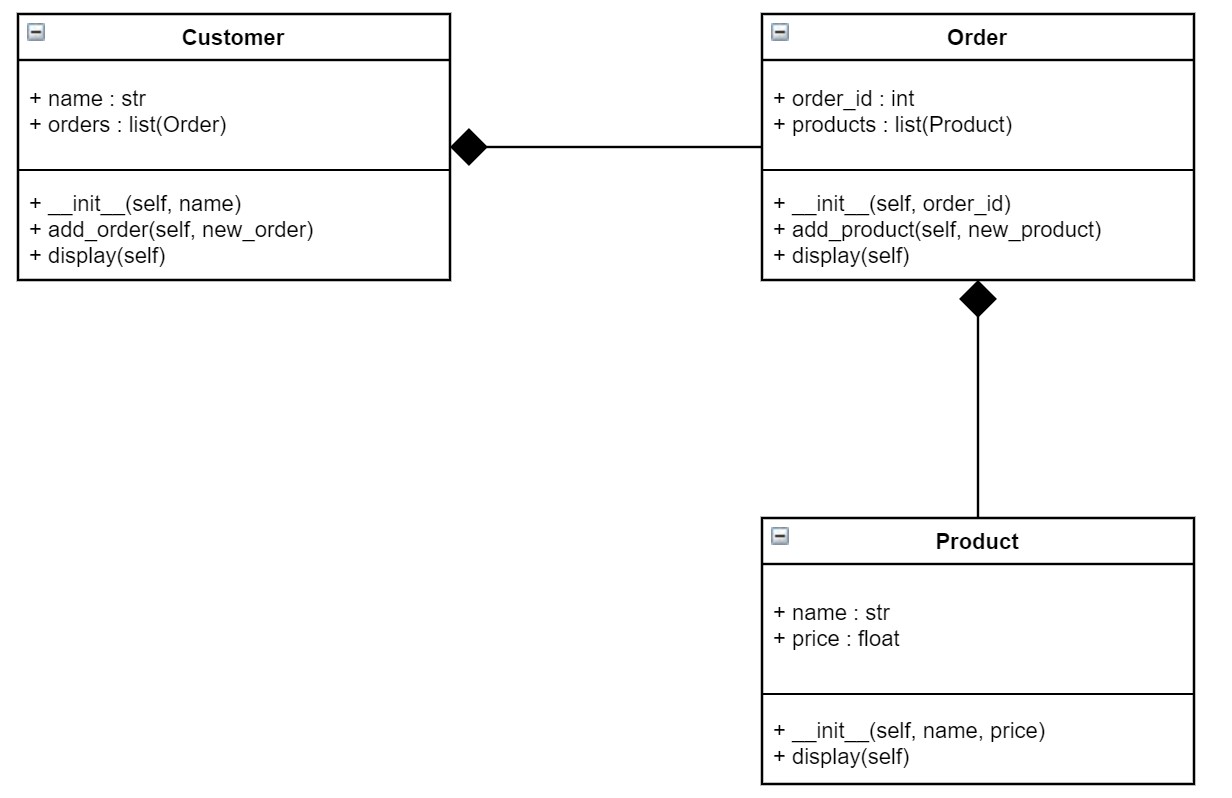 Customer
+ name : str
+ orders : list(Order)
+ __init__(self, name)
+ add_order(self, new_order)
+ display(self)
Order
+ order_id : int
+ products : list(Product)
+ __init__(self, order_id)
+ add_product(self, new_product)
+ display(self)
Product
+ name : str
+ price : float
+ __init__(self, name, price)
+ display(self)